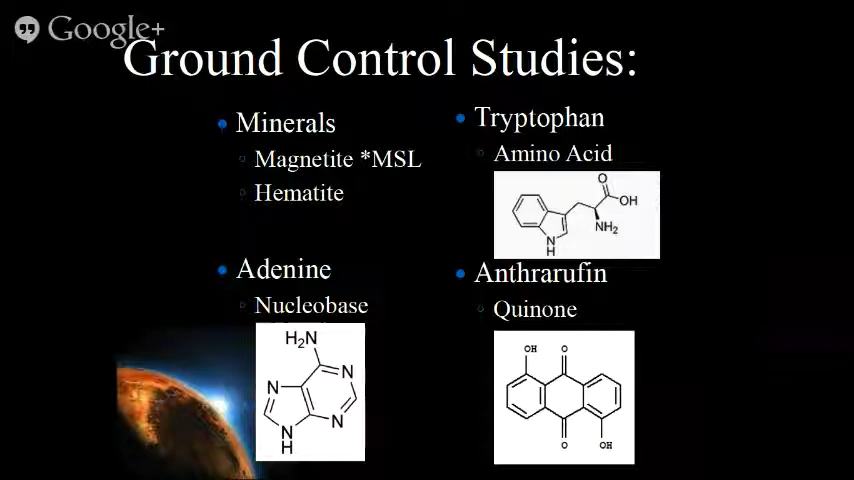 Google+
Ground Control Studies:
Minerals
Magnetite *MSL
Hematite
Adenine
Nucleobase
H₂N
N
N
N
N
H
Tryptophan
Amino Acid
O
OH
NH₂
N
H
Anthrarufin
Quinone
OH
O
O
OH